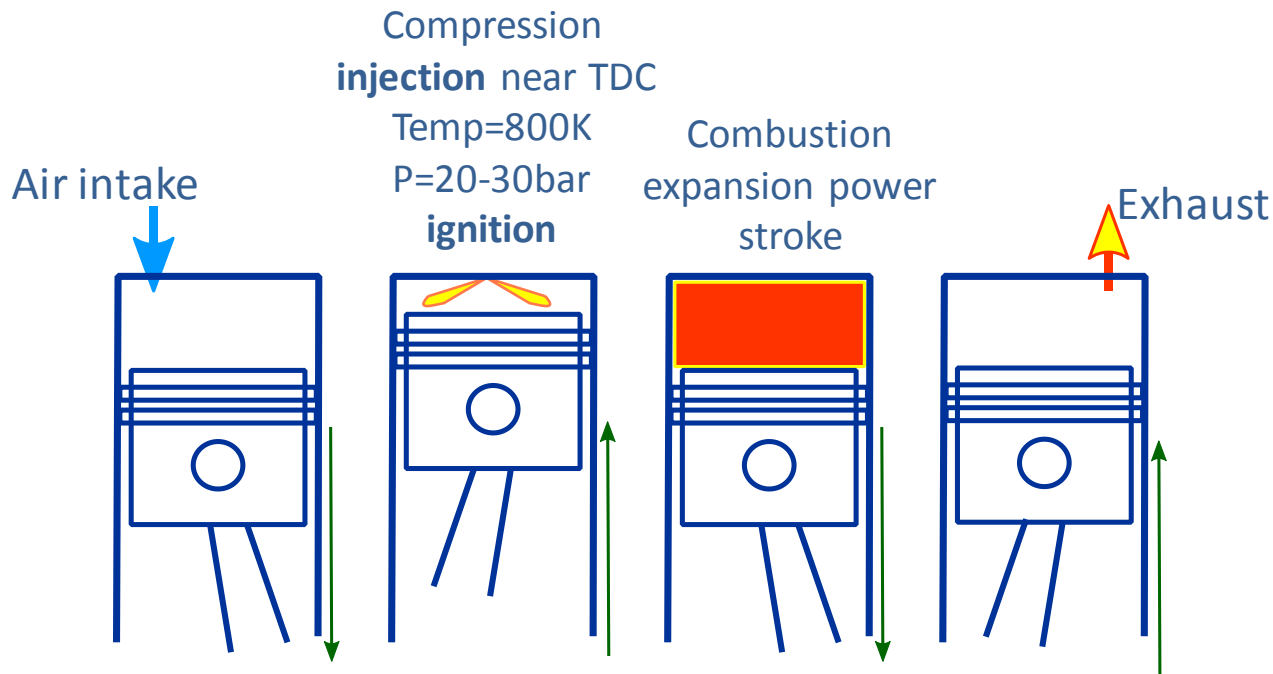 Air intake
Compression
injection near TDC
Temp=800K
P=20-30bar
ignition
Combustion
expansion power
stroke
Exhaust